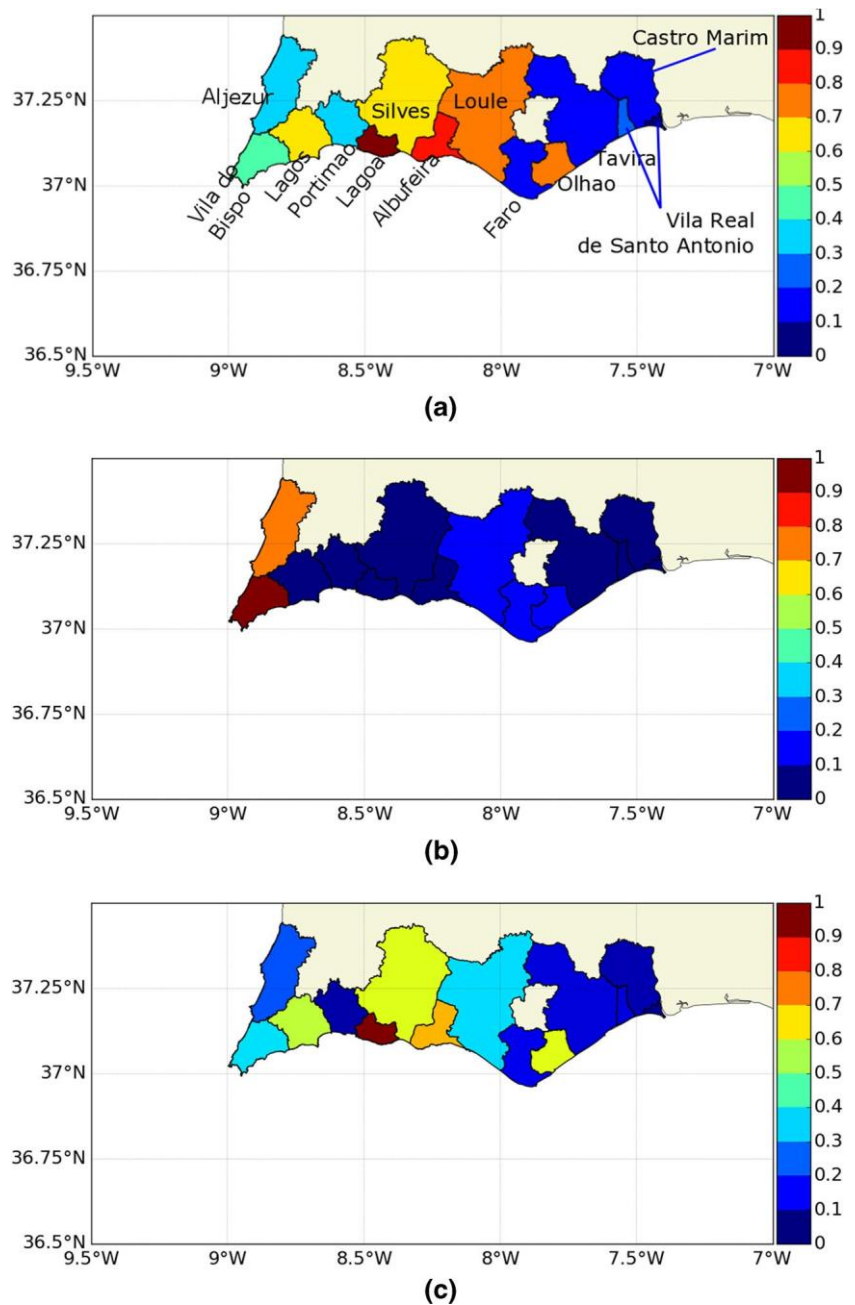 37.25°N
37°N
36.75°N
36.5°N
9.5°W
9°W
8.5°W
8°W
7.5°W
7°W
Aljezur
Vila do
Bispo
Lagos
Portimao
Silves
Lagoa
Albufeira
Loule
Faro
Olhao
Tavira
Castro Marim
Vila Real
de Santo Antonio
1
0.9
0.8
0.7
0.6
0.5
0.4
0.3
0.2
0.1
0
(a)
37.25°N
37°N
36.75°N
36.5°N
9.5°W
9°W
8.5°W
8°W
7.5°W
7°W
1
0.9
0.8
0.7
0.6
0.5
0.4
0.3
0.2
0.1
0
(b)
37.25°N
37°N
36.75°N
36.5°N
9.5°W
9°W
8.5°W
8°W
7.5°W
7°W
1
0.9
0.8
0.7
0.6
0.5
0.4
0.3
0.2
0.1
0
(c)